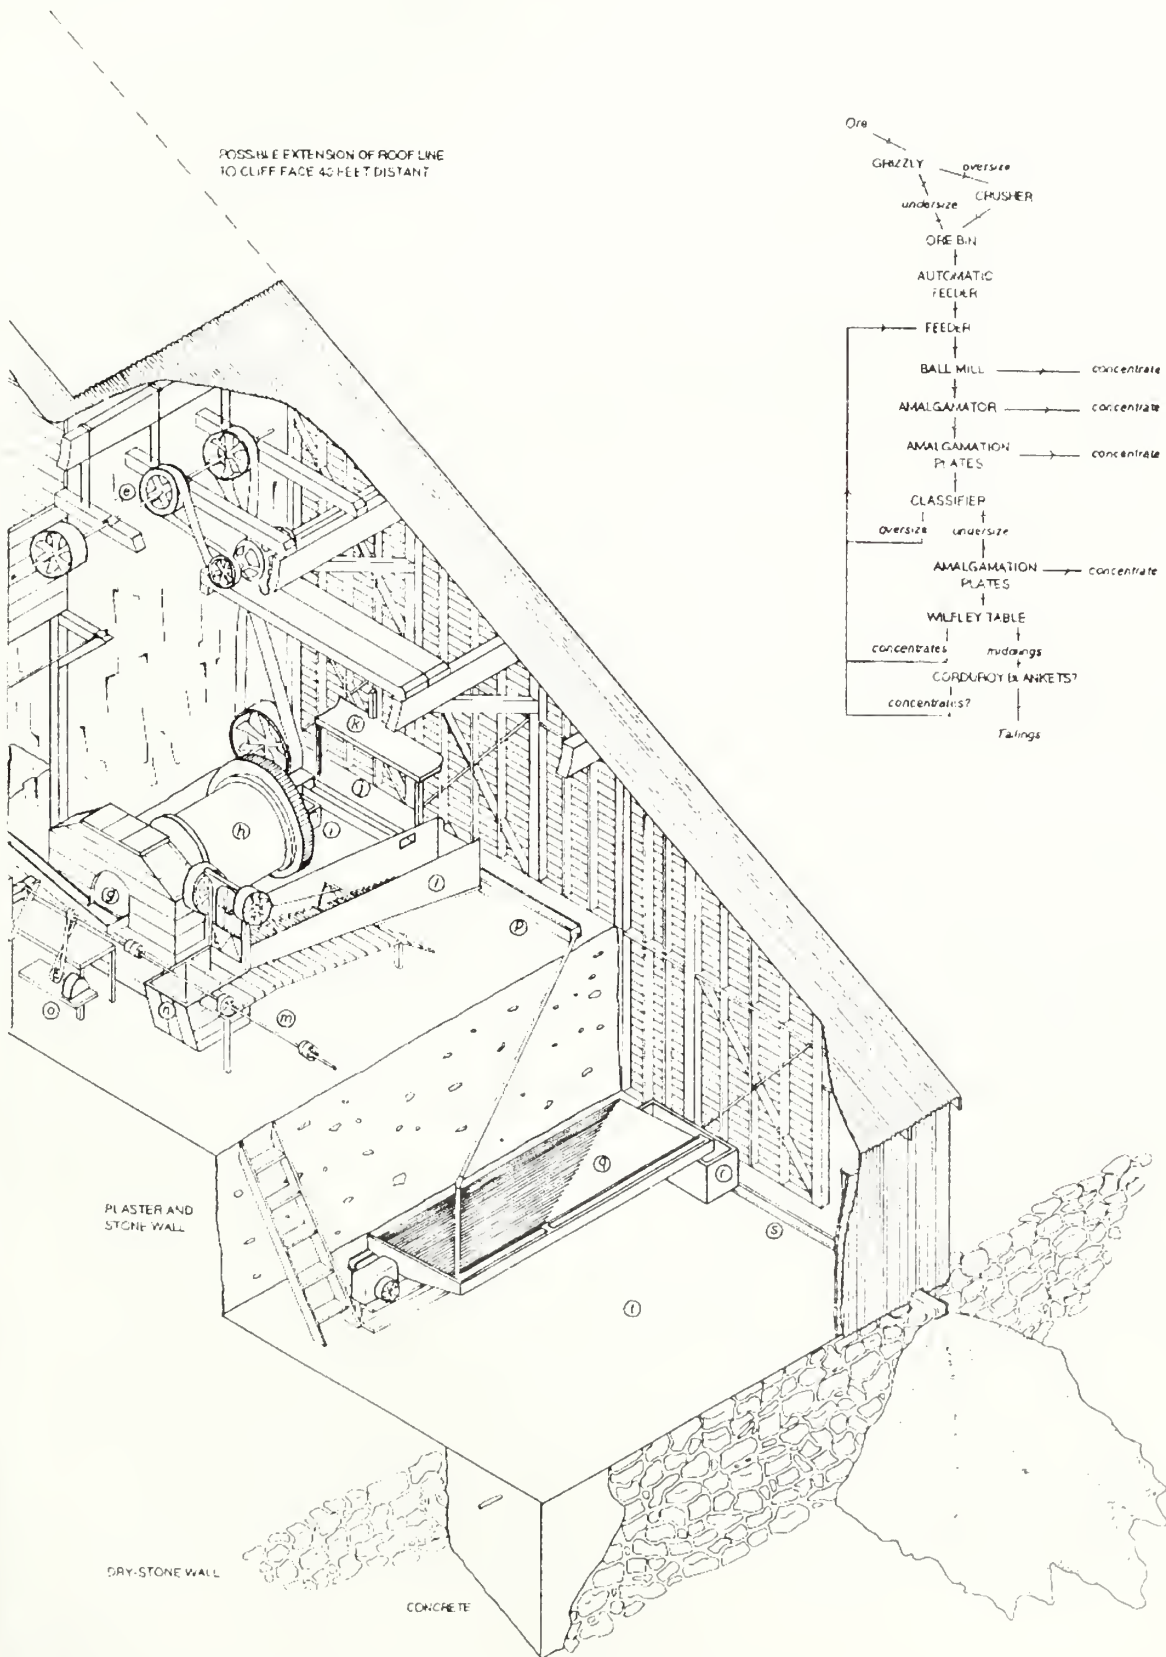 POSSIBLE EXTENSION OF ROOF LINE
TO CLIFF FACE 40 FEET DISTANT
Ore
GRIZZLY
oversize
undersize
CRUSHER
ORE BIN
AUTOMATIC
FEEDER
FEEDER
BALL MILL
concentrate
AMALGAMATOR
concentrate
AMALGAMATION
PLATES
concentrate
CLASSIFIER
oversize
undersize
AMALGAMATION
PLATES
concentrate
WILFLEY TABLE
concentrates
middlings
CORDUROY BLANKETS?
concentrates?
Tailings
e
k
j
h
i
l
g
p
o
n
m
q
r
s
t
PLASTER AND
STONE WALL
DRY-STONE WALL
CONCRETE